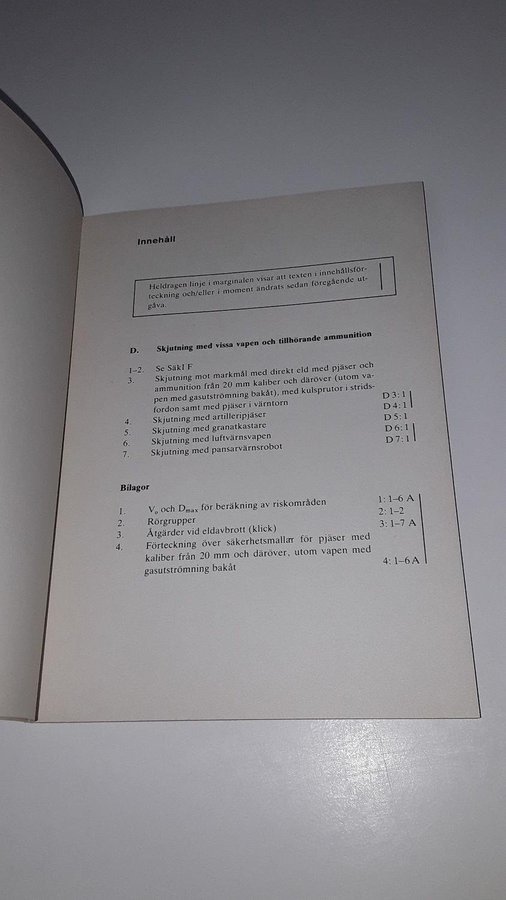 Innehåll
Heldragen linje i marginalen visar att texten i innehållsför-
teckning och/eller i moment ändrats sedan föregående ut-
gåva.
D. Skjutning med vissa vapen och tillhörande ammunition
1–2. Se SäkI F
3. Skjutning mot markmål med direkt eld med pjäser och
ammunition från 20 mm kaliber och däröver (utom va-
pen med gasutströmning bakåt), med kulsprutor i strids-
fordon samt med pjäser i värntorn D 3: 1
4. Skjutning med artilleripjäser D 4: 1
5. Skjutning med granatkastare D 5: 1
6. Skjutning med luftvärnsvapen D 6: 1
7. Skjutning med pansarvärnsrobot D 7: 1
Bilagor
1. Vo och Dmax för beräkning av riskområden 1: 1–6 A
2. Rörgrupper 2: 1–2
3. Åtgärder vid eldavbrott (klick) 3: 1–7 A
4. Förteckning över säkerhetsmallar för pjäser med
kaliber från 20 mm och däröver, utom vapen med
gasutströmning bakåt 4: 1–6 A